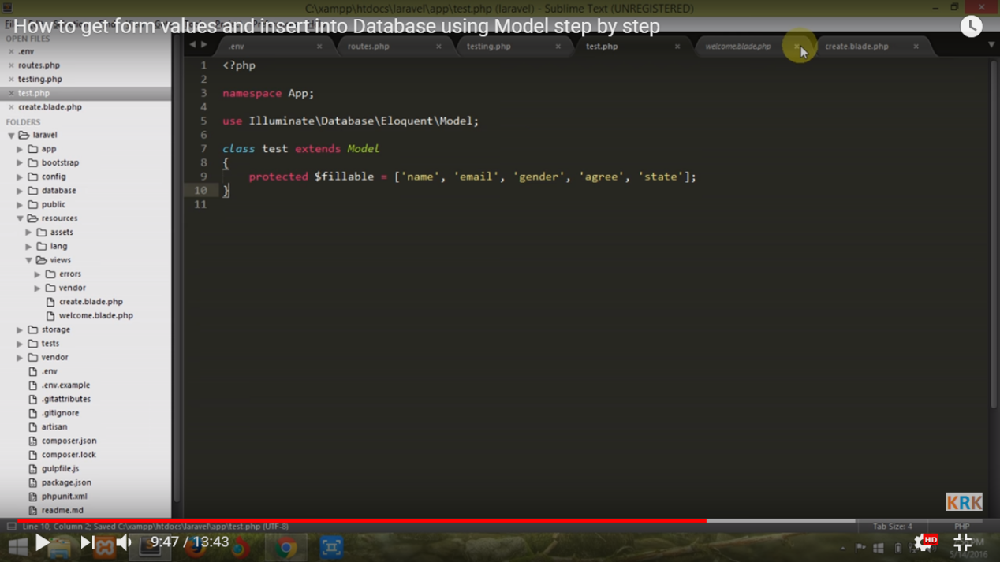 C:\xampp\htdocs\laravel\app\test.php (laravel) - Sublime Text (UNREGISTERED)
How to get form values and insert into Database using Model step by step
OPEN FILES
.env
routes.php
testing.php
test.php
create.blade.php
FOLDERS
laravel
app
bootstrap
config
database
public
resources
assets
lang
views
errors
vendor
create.blade.php
welcome.blade.php
storage
tests
vendor
.env
.env.example
.gitattributes
.gitignore
artisan
composer.json
composer.lock
gulpfile.js
package.json
phpunit.xml
readme.md
.env
routes.php
testing.php
test.php
welcome.blade.php
create.blade.php
1 <?php
2
3 namespace App;
4
5 use Illuminate\Database\Eloquent\Model;
6
7 class test extends Model
8 {
9 protected $fillable = ['name', 'email', 'gender', 'agree', 'state'];
10 }
11
KRK
Line 10, Column 2; Saved C:\xampp\htdocs\laravel\app\test.php (UTF-8)
Tab Size: 4
PHP
9:47 / 13:43
HD
PM
5/14/2016